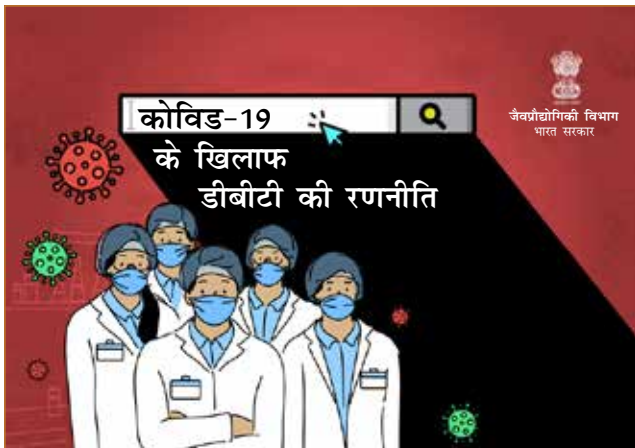 कोविड-19
के खिलाफ
डीबीटी की रणनीति
जैवप्रौद्योगिकी विभाग
भारत सरकार